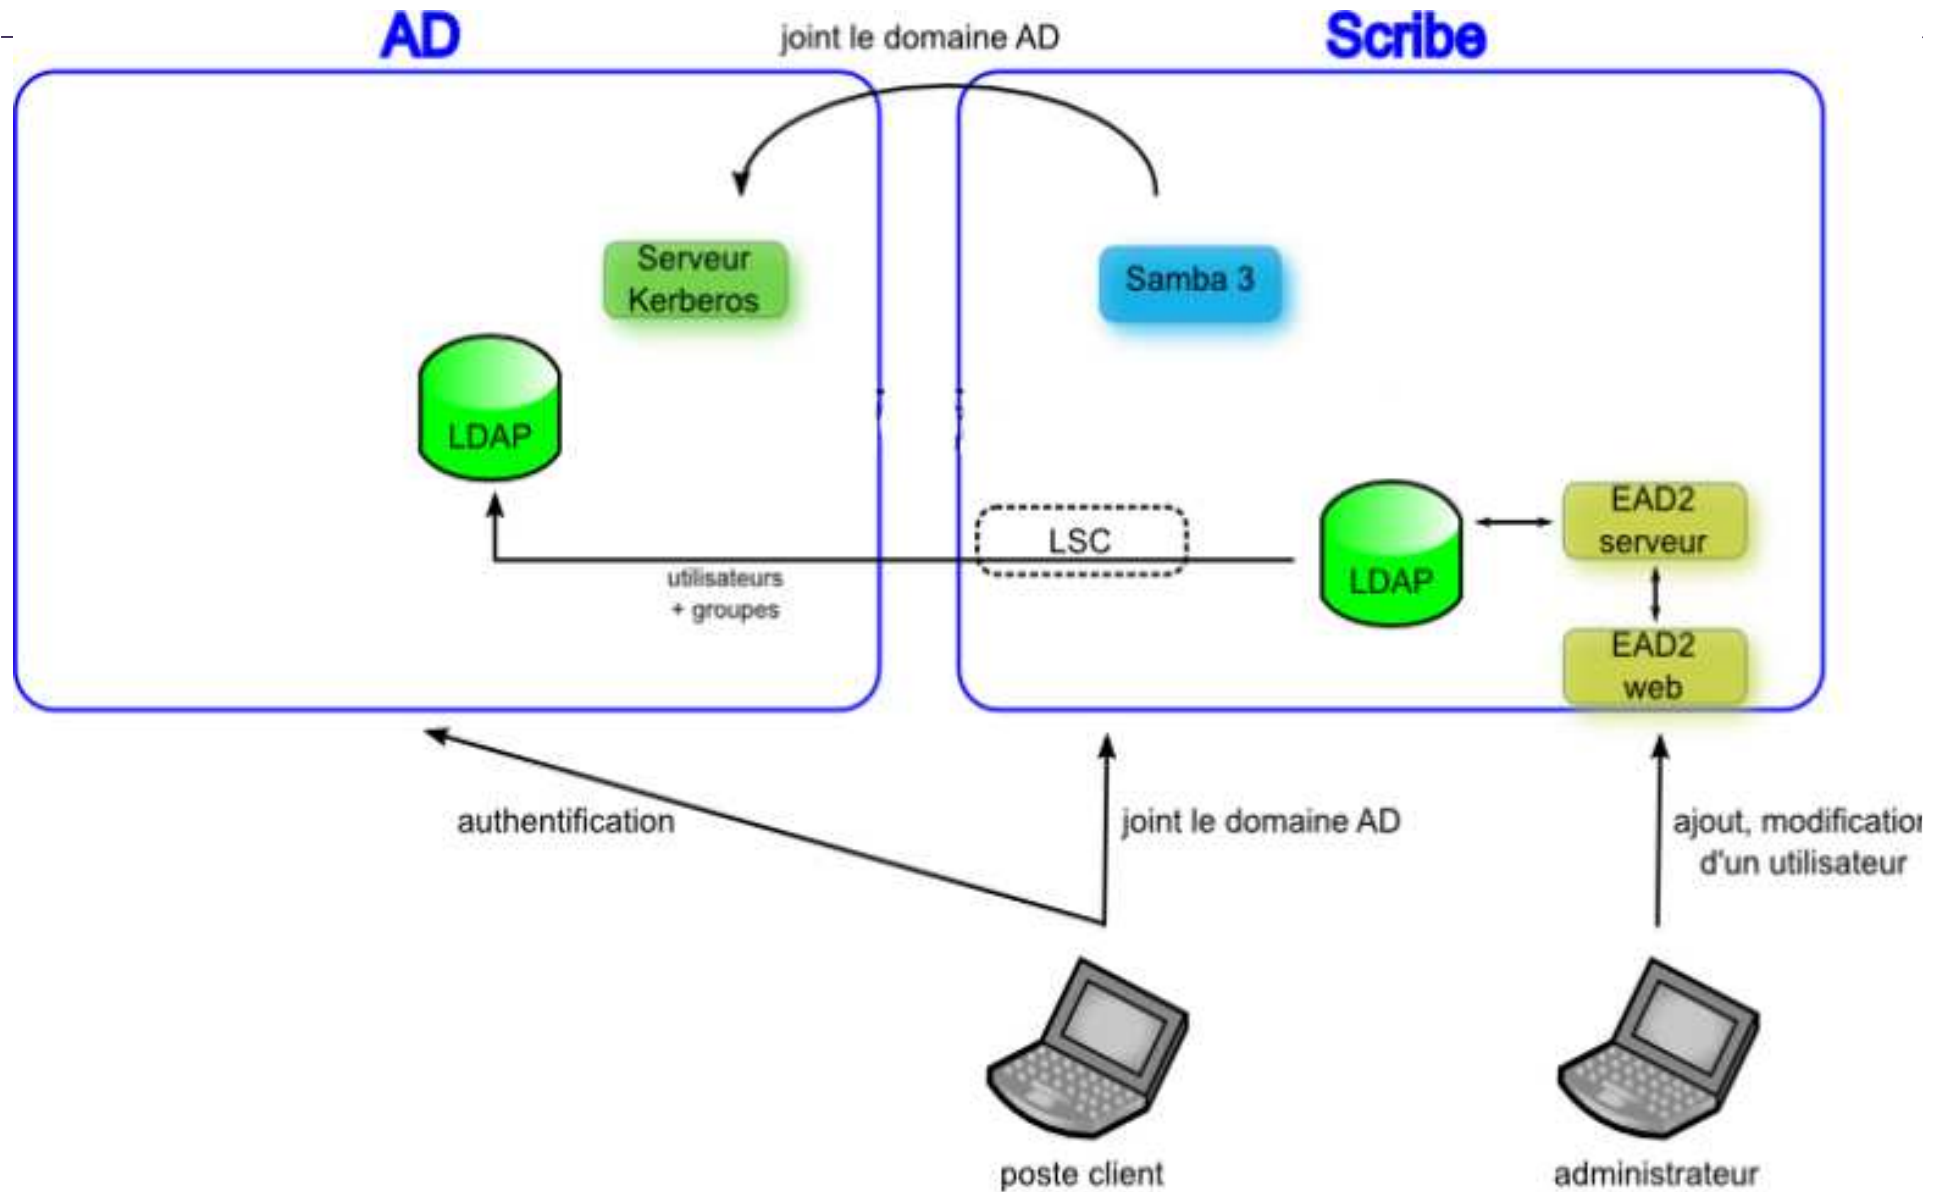 AD
joint le domaine AD
Scribe
Serveur
Kerberos
Samba 3
LDAP
LSC
utilisateurs
+ groupes
LDAP
EAD2
serveur
EAD2
web
authentification
joint le domaine AD
ajout, modification
d'un utilisateur
poste client
administrateur